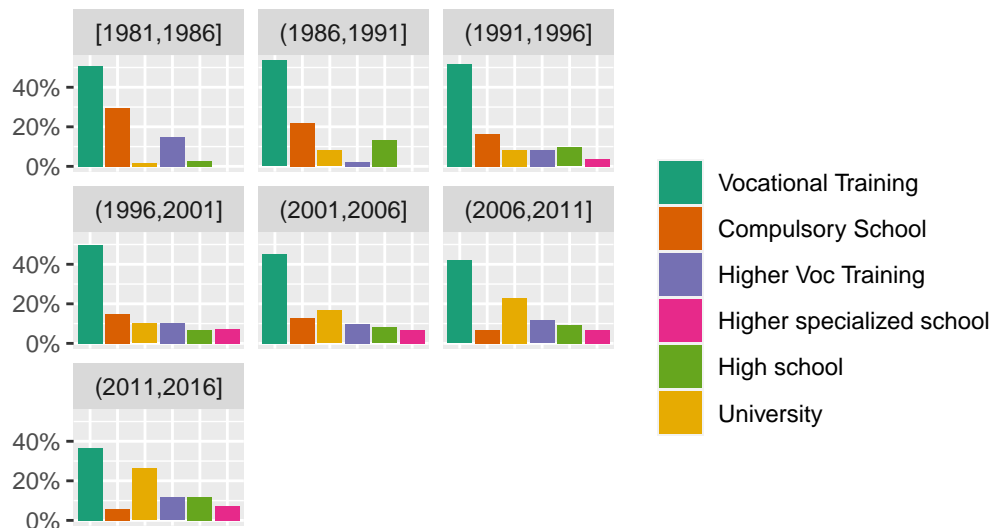 [1981,1986]
(1986,1991]
(1991,1996]
40%
20%
0%
(1996,2001]
(2001,2006]
(2006,2011]
40%
20%
0%
(2011,2016]
40%
20%
0%
Vocational Training
Compulsory School
Higher Voc Training
Higher specialized school
High school
University